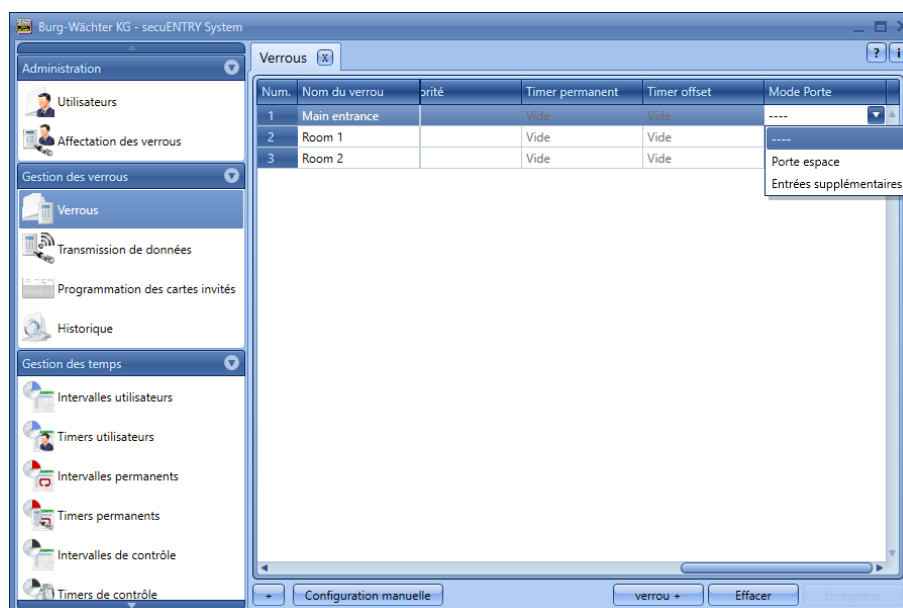 Burg-Wächter KG - secuENTRY System
Administration
Utilisateurs
Affectation des verrous
Gestion des verrous
Verrous
Transmission de données
Programmation des cartes invités
Historique
Gestion des temps
Intervalles utilisateurs
Timers utilisateurs
Intervalles permanents
Timers permanents
Intervalles de contrôle
Timers de contrôle
Verrous x ? i
Num. Nom du verrou orité Timer permanent Timer offset Mode Porte
1 Main entrance Vide Vide ----
2 Room 1 Vide Vide
3 Room 2 Vide Vide
----
Porte espace
Entrées supplémentaires
+ Configuration manuelle verrou + Effacer Enregistrer